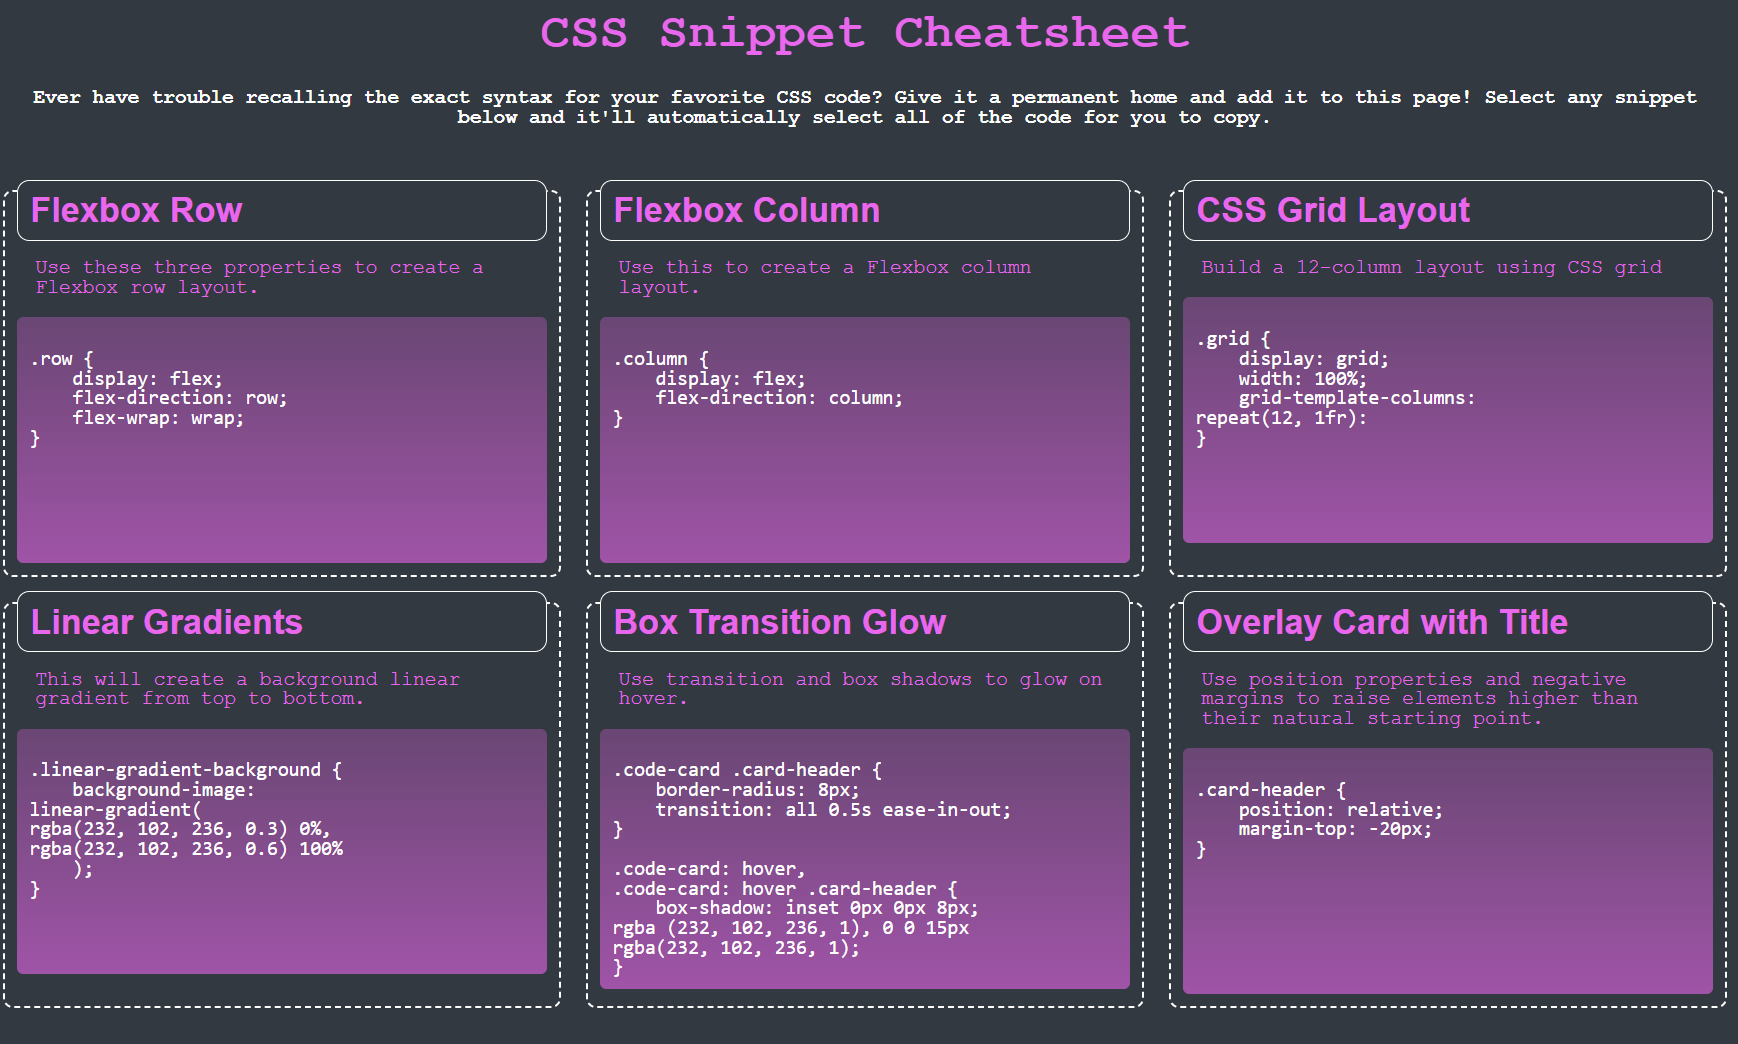 CSS Snippet Cheatsheet
Ever have trouble recalling the exact syntax for your favorite CSS code? Give it a permanent home and add it to this page! Select any snippet
below and it'll automatically select all of the code for you to copy.
Flexbox Row
Use these three properties to create a
Flexbox row layout.
.row {
    display: flex;
    flex-direction: row;
    flex-wrap: wrap;
}
Flexbox Column
Use this to create a Flexbox column
layout.
.column {
    display: flex;
    flex-direction: column;
}
CSS Grid Layout
Build a 12-column layout using CSS grid
.grid {
    display: grid;
    width: 100%;
    grid-template-columns:
repeat(12, 1fr):
}
Linear Gradients
This will create a background linear
gradient from top to bottom.
.linear-gradient-background {
    background-image:
linear-gradient(
rgba(232, 102, 236, 0.3) 0%,
rgba(232, 102, 236, 0.6) 100%
    );
}
Box Transition Glow
Use transition and box shadows to glow on
hover.
.code-card .card-header {
    border-radius: 8px;
    transition: all 0.5s ease-in-out;
}
.code-card: hover,
.code-card: hover .card-header {
    box-shadow: inset 0px 0px 8px;
rgba (232, 102, 236, 1), 0 0 15px
rgba(232, 102, 236, 1);
}
Overlay Card with Title
Use position properties and negative
margins to raise elements higher than
their natural starting point.
.card-header {
    position: relative;
    margin-top: -20px;
}